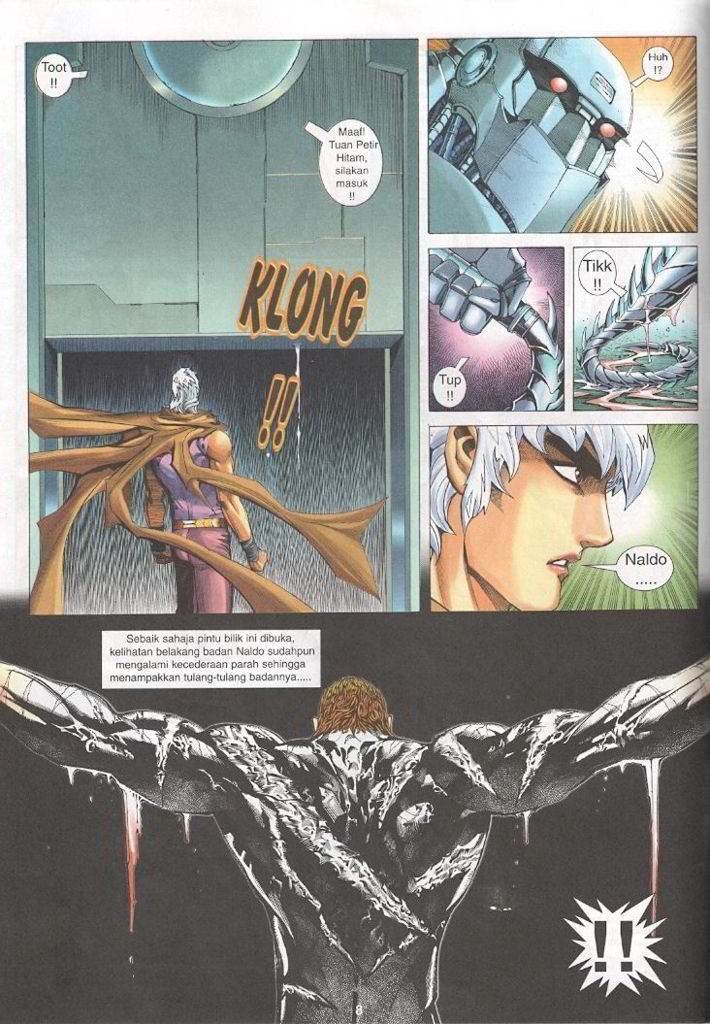 Toot
!!
Maaf!
Tuan Petir
Hitam,
silakan
masuk
!!
KLONG
!!
Huh
!?
Tup
!!
Tikk
!!
Naldo
.....
Sebaik sahaja pintu bilik ini dibuka,
kelihatan belakang badan Naldo sudahpun
mengalami kecederaan parah sehingga
menampakkan tulang-tulang badannya.....
!!
8